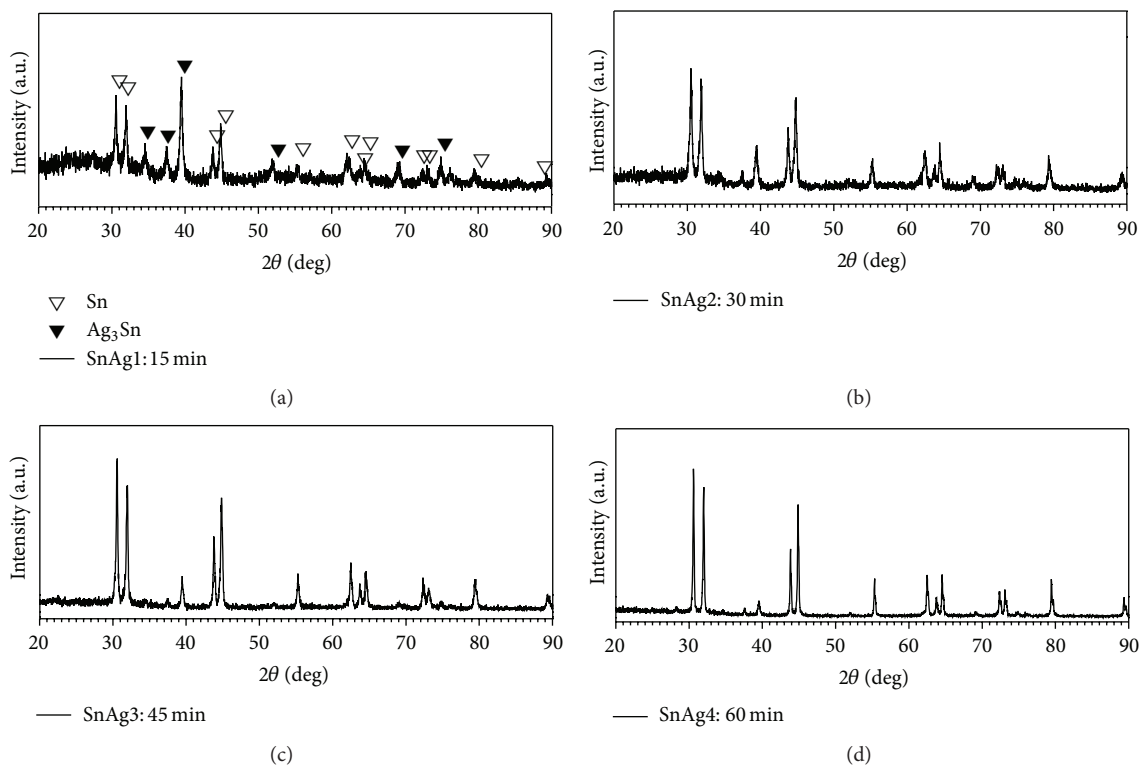 Intensity (a.u.)
20 30 40 50 60 70 80 90
2θ (deg)
Sn
Ag₃Sn
SnAg1: 15 min
(a)
Intensity (a.u.)
20 30 40 50 60 70 80 90
2θ (deg)
SnAg2: 30 min
(b)
Intensity (a.u.)
20 30 40 50 60 70 80 90
2θ (deg)
SnAg3: 45 min
(c)
Intensity (a.u.)
20 30 40 50 60 70 80 90
2θ (deg)
SnAg4: 60 min
(d)